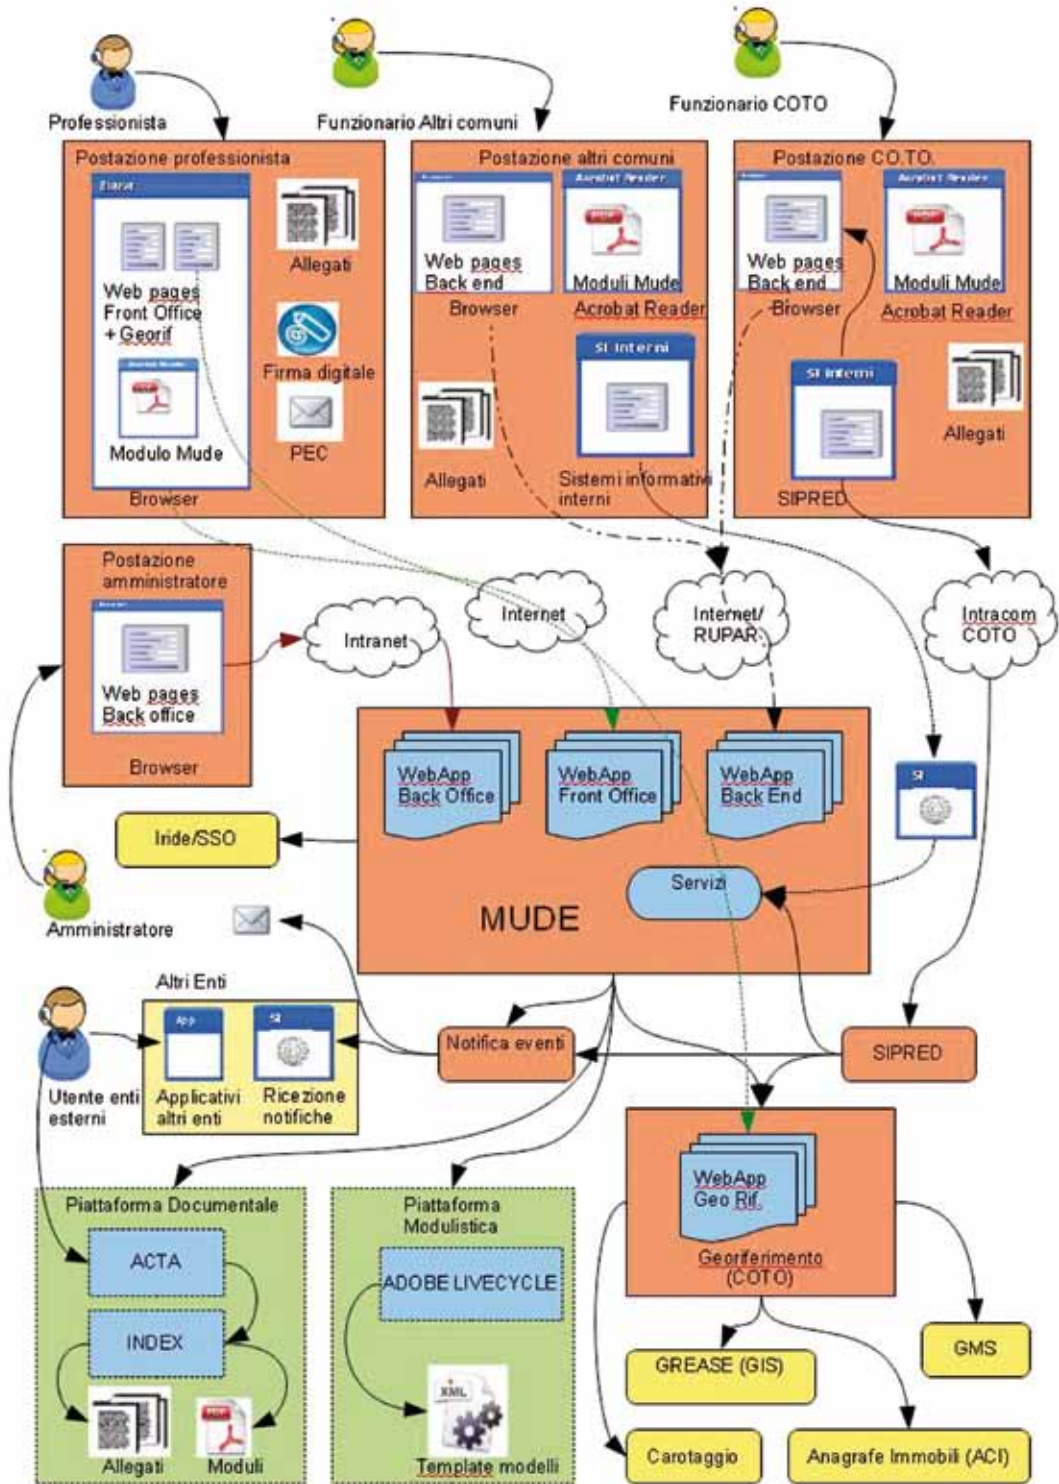 Professionista
Funzionario Altri comuni
Funzionario COTO
Postazione professionista
Web pages
Front Office
+ Georif
Modulo Mude
Browser
Allegati
Firma digitale
PEC
Postazione altri comuni
Acrobat Reader
Web pages
Back end
Browser
Moduli Mude
Acrobat Reader
SI Interni
Allegati
Sistemi informativi
interni
Postazione CO.TO.
Acrobat Reader
Web pages
Back end
Browser
Moduli Mude
Acrobat Reader
SI Interni
Allegati
SIPRED
Postazione
amministratore
Web pages
Back office
Browser
Intranet
Internet
Internet/
RUPAR
Intracom
COTO
WebApp
Back Office
WebApp
Front Office
WebApp
Back End
SI
Iride/SSO
Servizi
MUDE
Amministratore
Altri Enti
App
SI
Notifica eventi
SIPRED
Utente enti
esterni
Applicativi
altri enti
Ricezione
notifiche
Piattaforma Documentale
ACTA
INDEX
Allegati
PDF
Moduli
Piattaforma
Modulistica
ADOBE LIVECYCLE
XML
Template modelli
WebApp
Geo Rif.
Georiferimento
(COTO)
GREASE (GIS)
GMS
Carotaggio
Anagrafe Immobili (ACI)